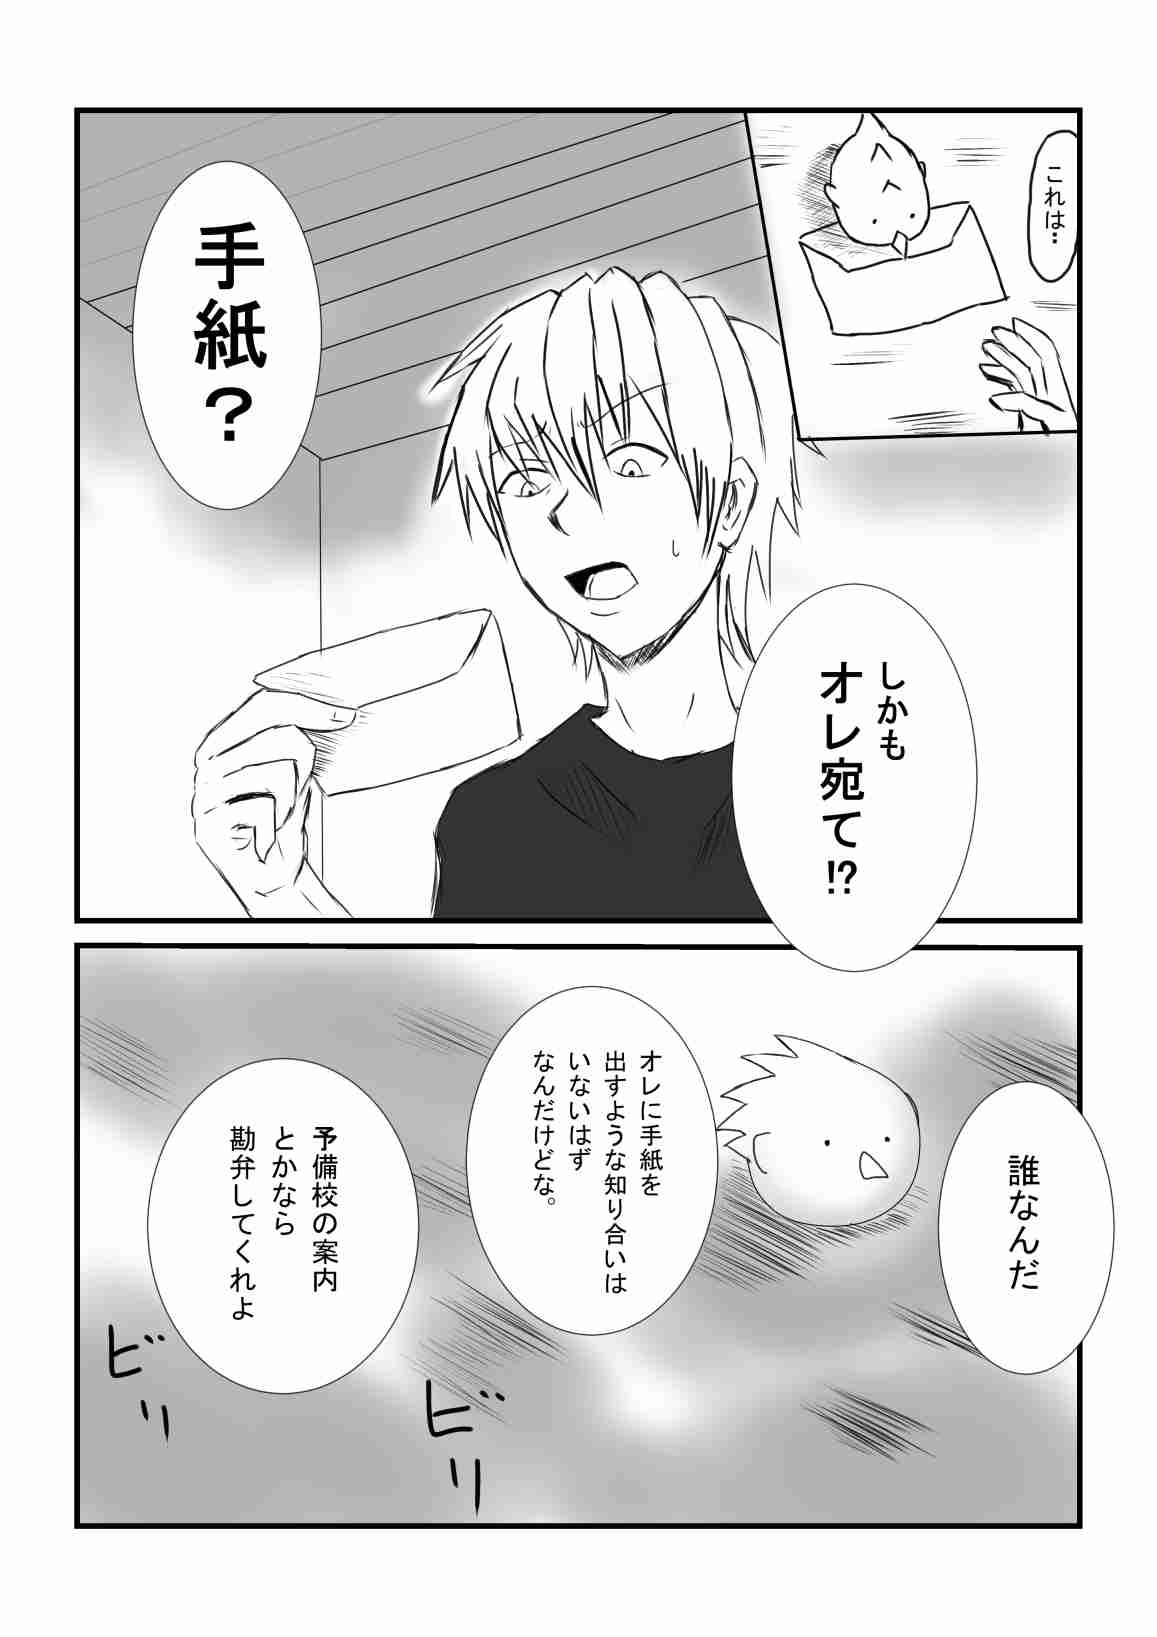 これは…
手紙？
しかも
オレ宛て!?
誰なんだ
オレに手紙を
出すような知り合いは
いないはず
なんだけどな。
予備校の案内
とかなら
勘弁してくれよ
ビリ
ビリ